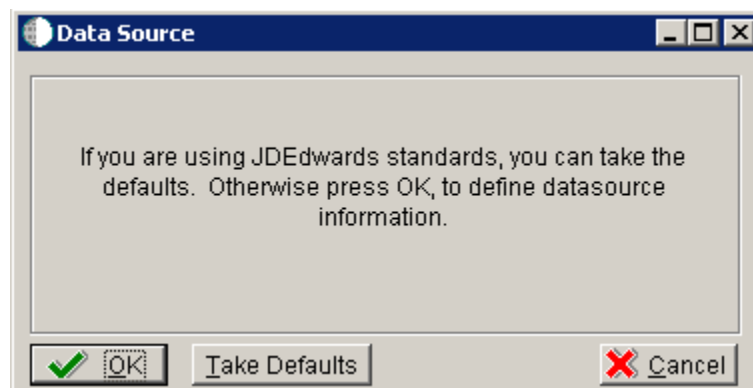 Data Source
If you are using JDEdwards standards, you can take the
defaults. Otherwise press OK, to define datasource
information.
OK
Take Defaults
Cancel